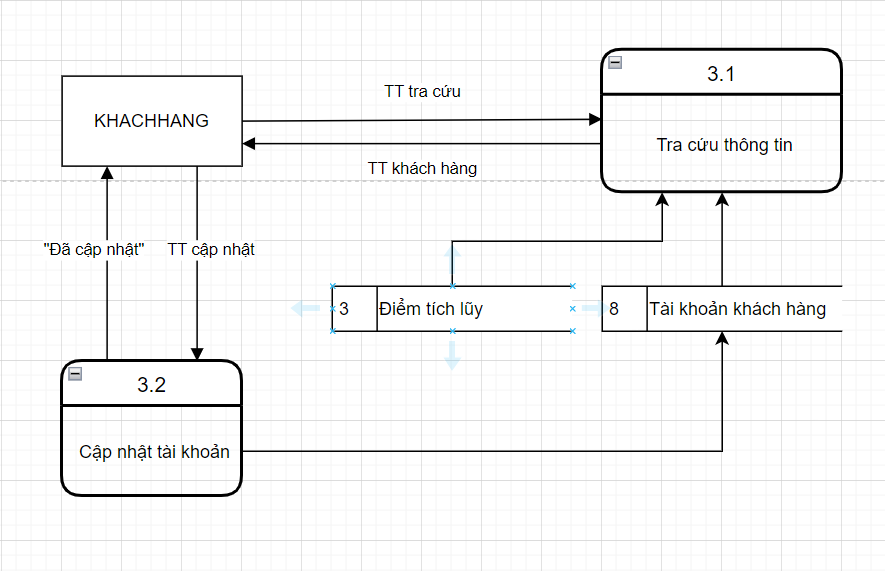 3.1
TT tra cứu
KHACHHANG
Tra cứu thông tin
TT khách hàng
"Đã cập nhật"
TT cập nhật
3
Điểm tích lũy
8
Tài khoản khách hàng
3.2
Cập nhật tài khoản